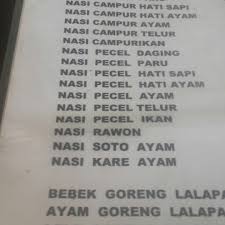 NASI CAMPUR HATI SAPI
NASI CAMPUR HATI AYAM
NASI CAMPUR AYAM
NASI CAMPUR TELUR
NASI CAMPURIKAN
NASI PECEL DAGING
NASI PECEL PARU
NASI PECEL HATI SAPI
NASI PECEL HATI AYAM
NASI PECEL AYAM
NASI PECEL TELUR
NASI PECEL IKAN
NASI RAWON
NASI SOTO AYAM
NASI KARE AYAM
BEBEK GORENG LALAPA
AYAM GORENG LALAPA